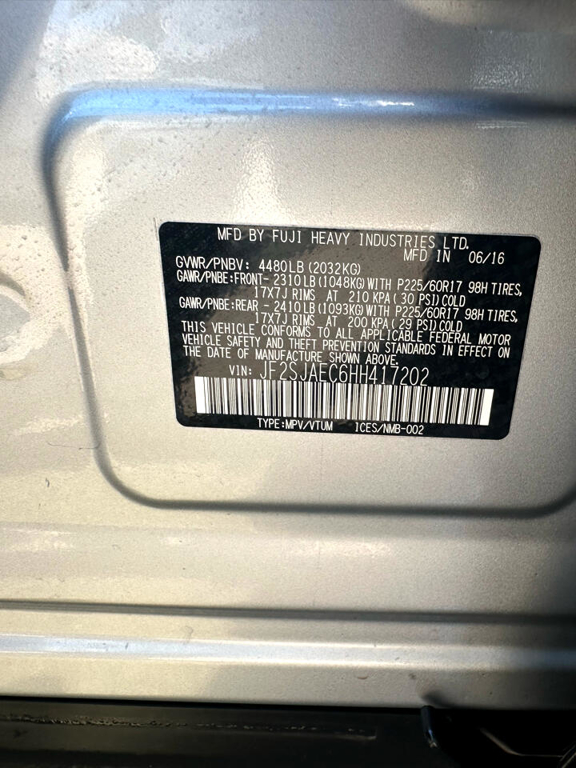 MFD BY FUJI HEAVY INDUSTRIES LTD.
MFD IN 06/16
GVWR/PNBV: 4480LB (2032KG)
GAWR/PNBE:FRONT- 2310LB (1048KG) WITH P225/60R17 98H TIRES,
17X7J RIMS AT 210 KPA (30 PSI) COLD
GAWR/PNBE:REAR - 2410LB (1093KG) WITH P225/60R17 98H TIRES,
17X7J RIMS AT 200 KPA (29 PSI) COLD
THIS VEHICLE CONFORMS TO ALL APPLICABLE FEDERAL MOTOR
VEHICLE SAFETY AND THEFT PREVENTION STANDARDS IN EFFECT
ON THE DATE OF MANUFACTURE SHOWN ABOVE.
VIN: JF2SJAEC6HH417202
TYPE:MPV/VTUM ICES/NMB-002